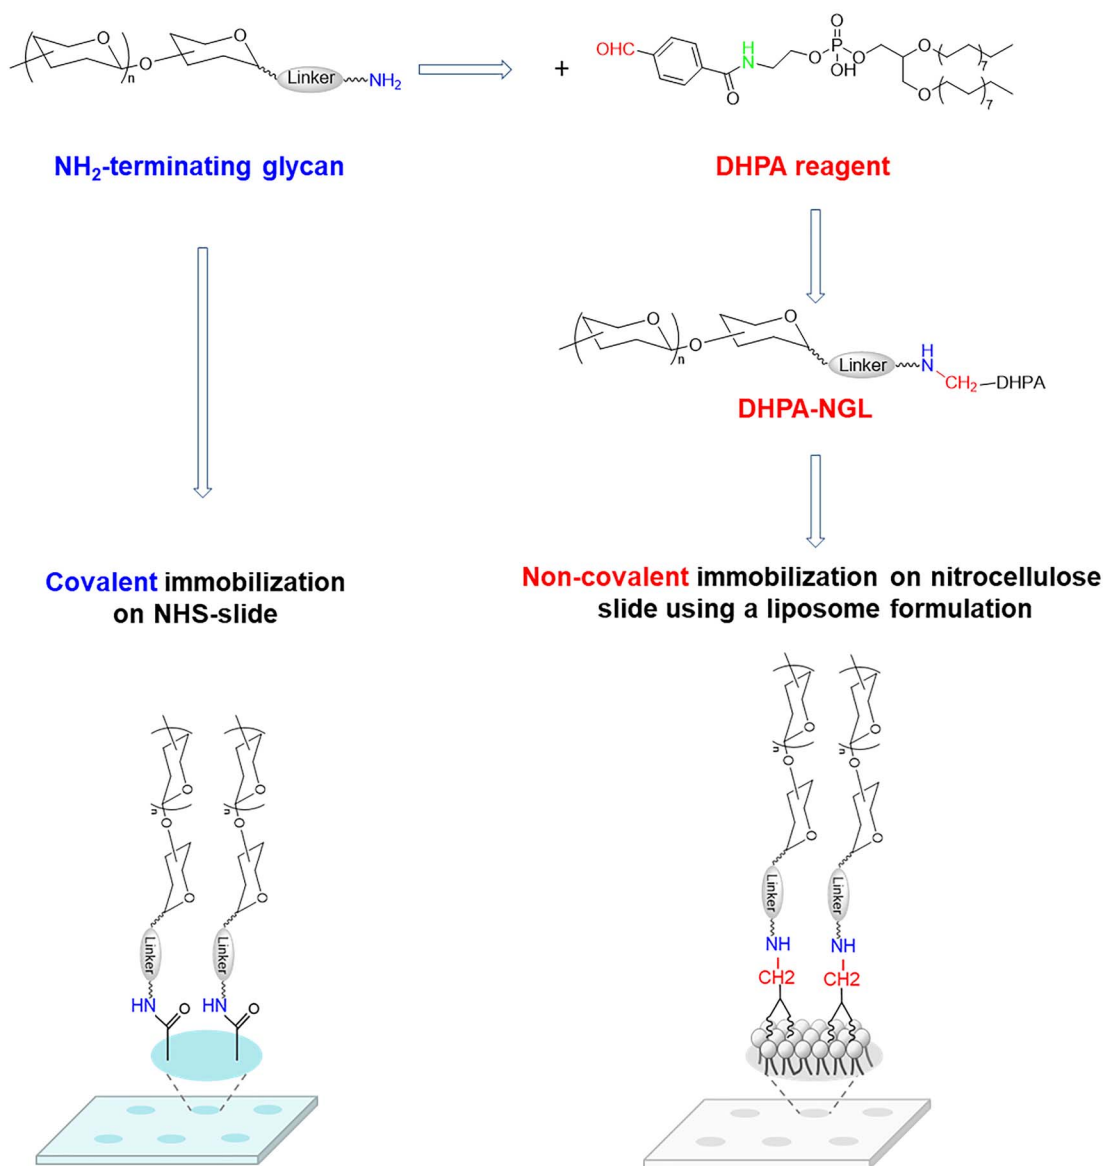 O
n
O
O
Linker
NH₂
+
OHC
O
H
N
O
O
P
O
OH
O
7
O
7
NH₂-terminating glycan
DHPA reagent
O
n
O
O
Linker
H
N
CH₂
DHPA
DHPA-NGL
Covalent immobilization
on NHS-slide
Non-covalent immobilization on nitrocellulose
slide using a liposome formulation
O
n
O
O
Linker
HN
O
O
n
O
O
Linker
HN
O
O
n
O
O
Linker
NH
CH2
O
n
O
O
Linker
NH
CH2